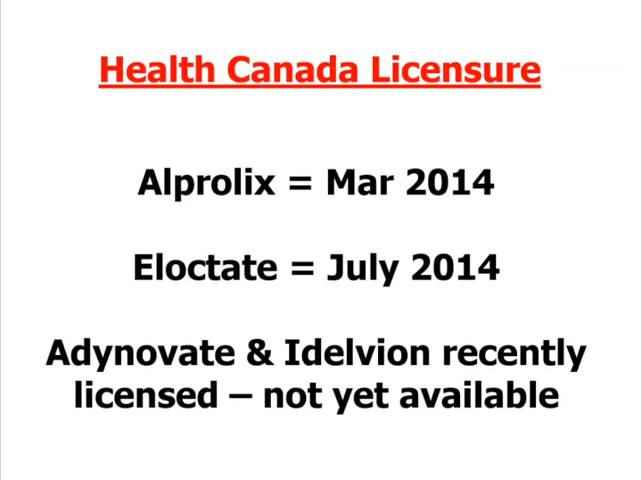 Health Canada Licensure
Alprolix = Mar 2014
Eloctate = July 2014
Adynovate & Idelvion recently
licensed – not yet available